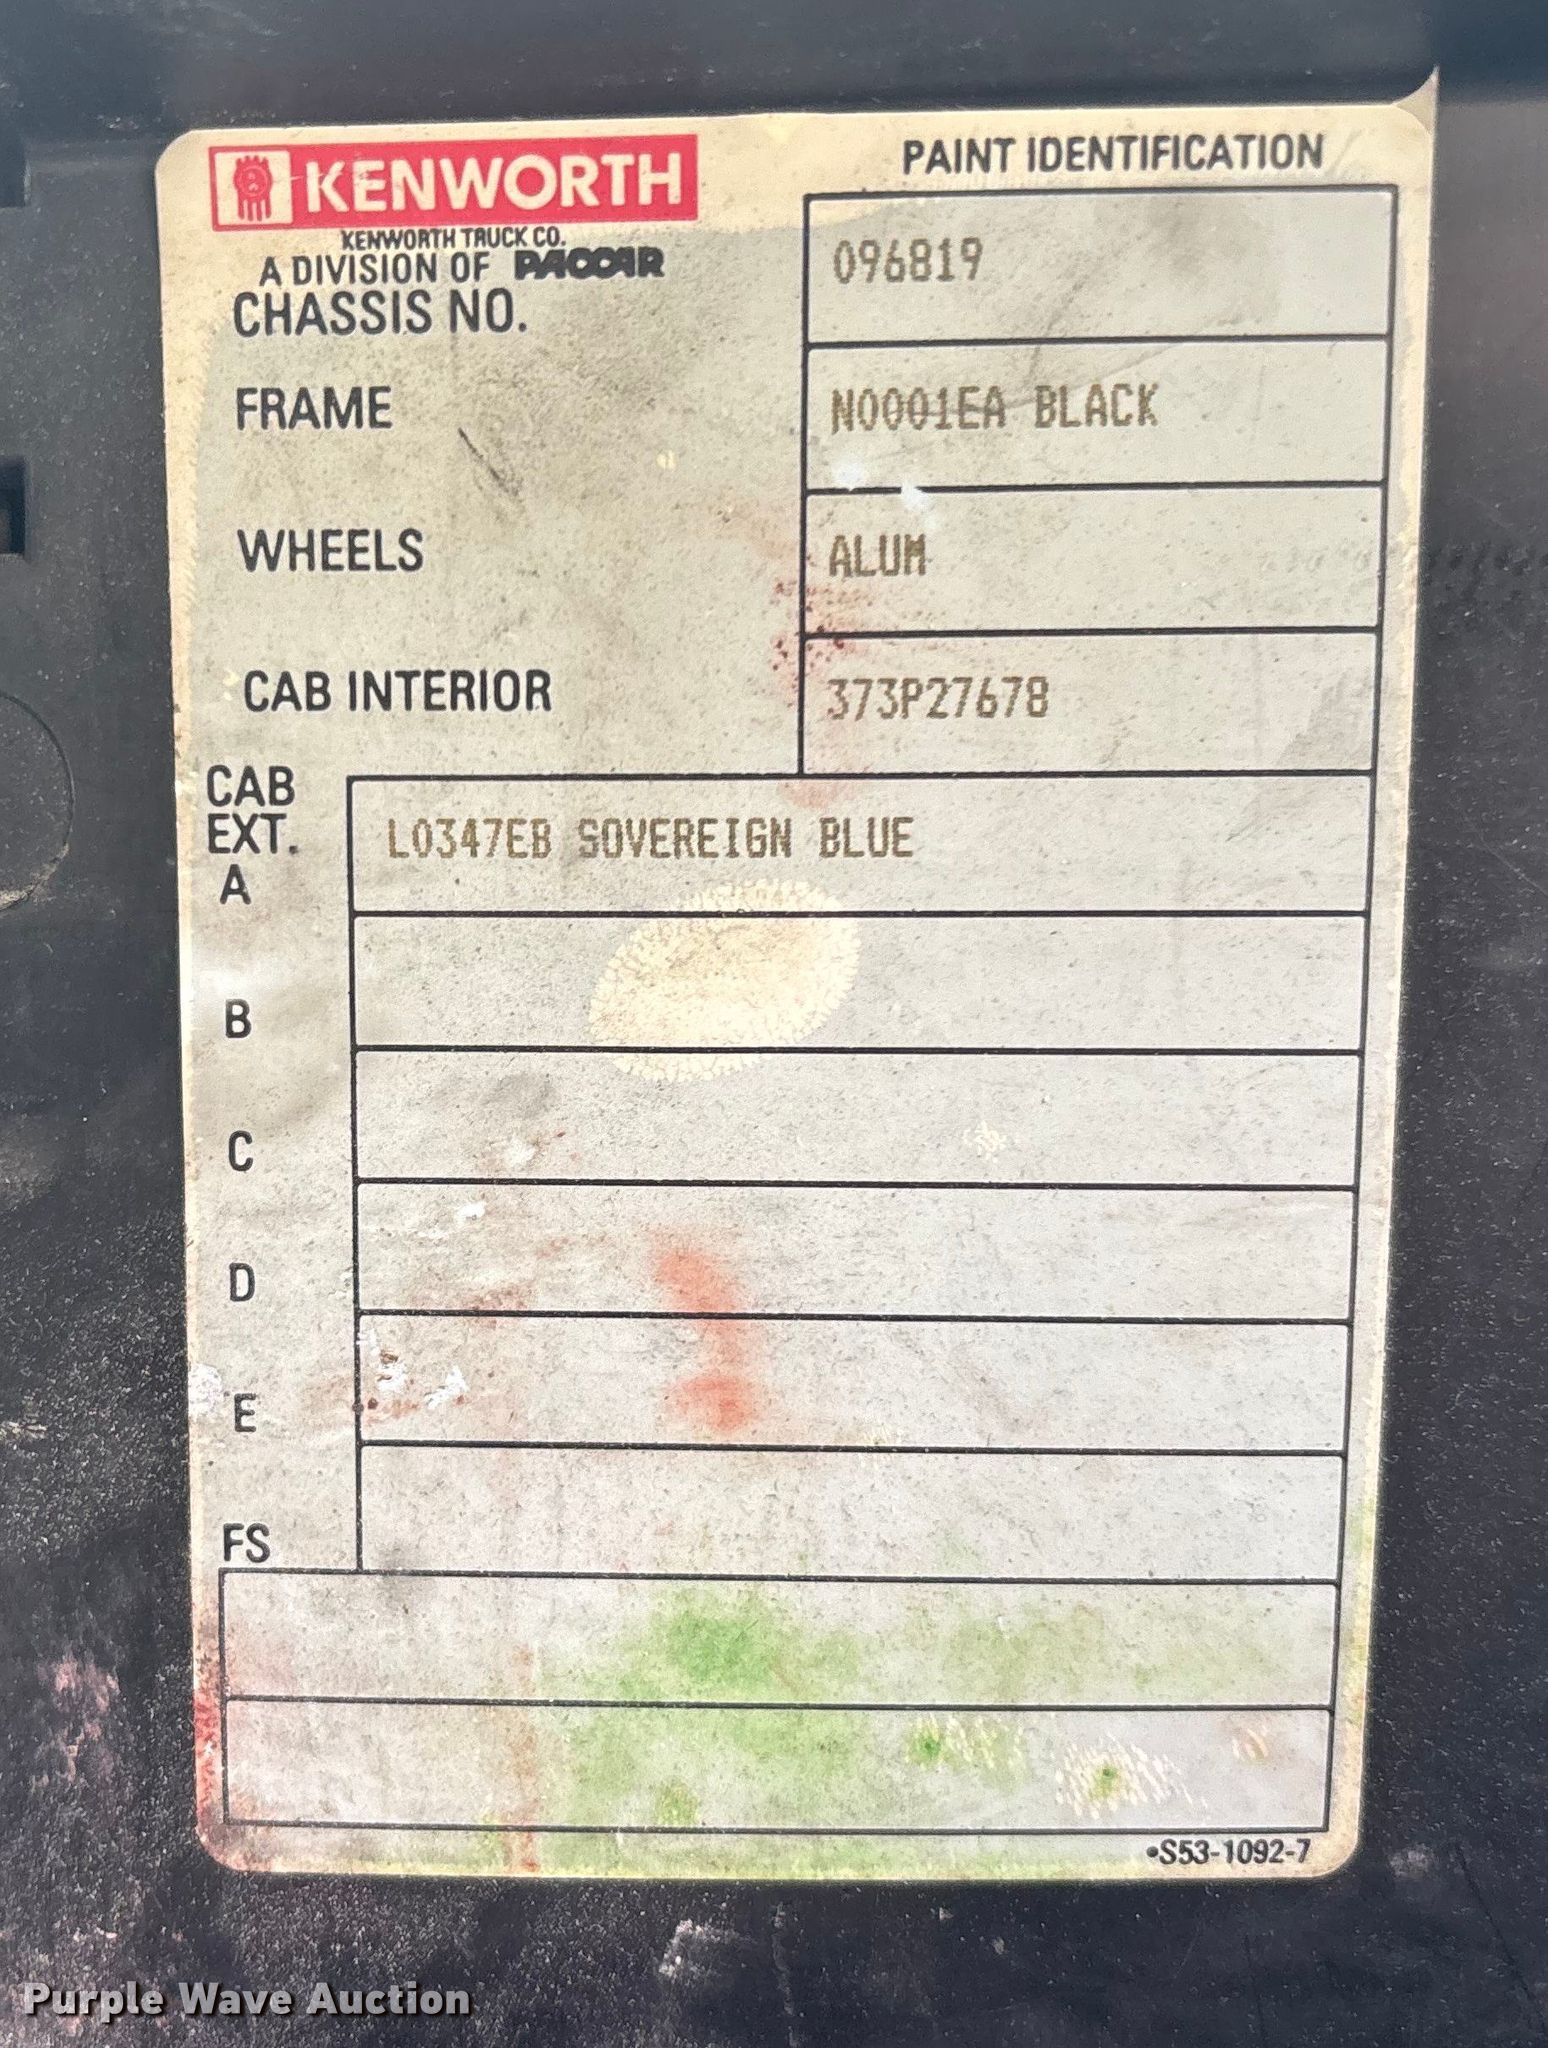 KENWORTH
PAINT IDENTIFICATION
KENWORTH TRUCK CO.
A DIVISION OF PACCAR
CHASSIS NO. 096819
FRAME N0001EA BLACK
WHEELS ALUM
CAB INTERIOR 373P27678
CAB
EXT.
A L0347EB SOVEREIGN BLUE
B
C
D
E
FS
•S53-1092-7
Purple Wave Auction